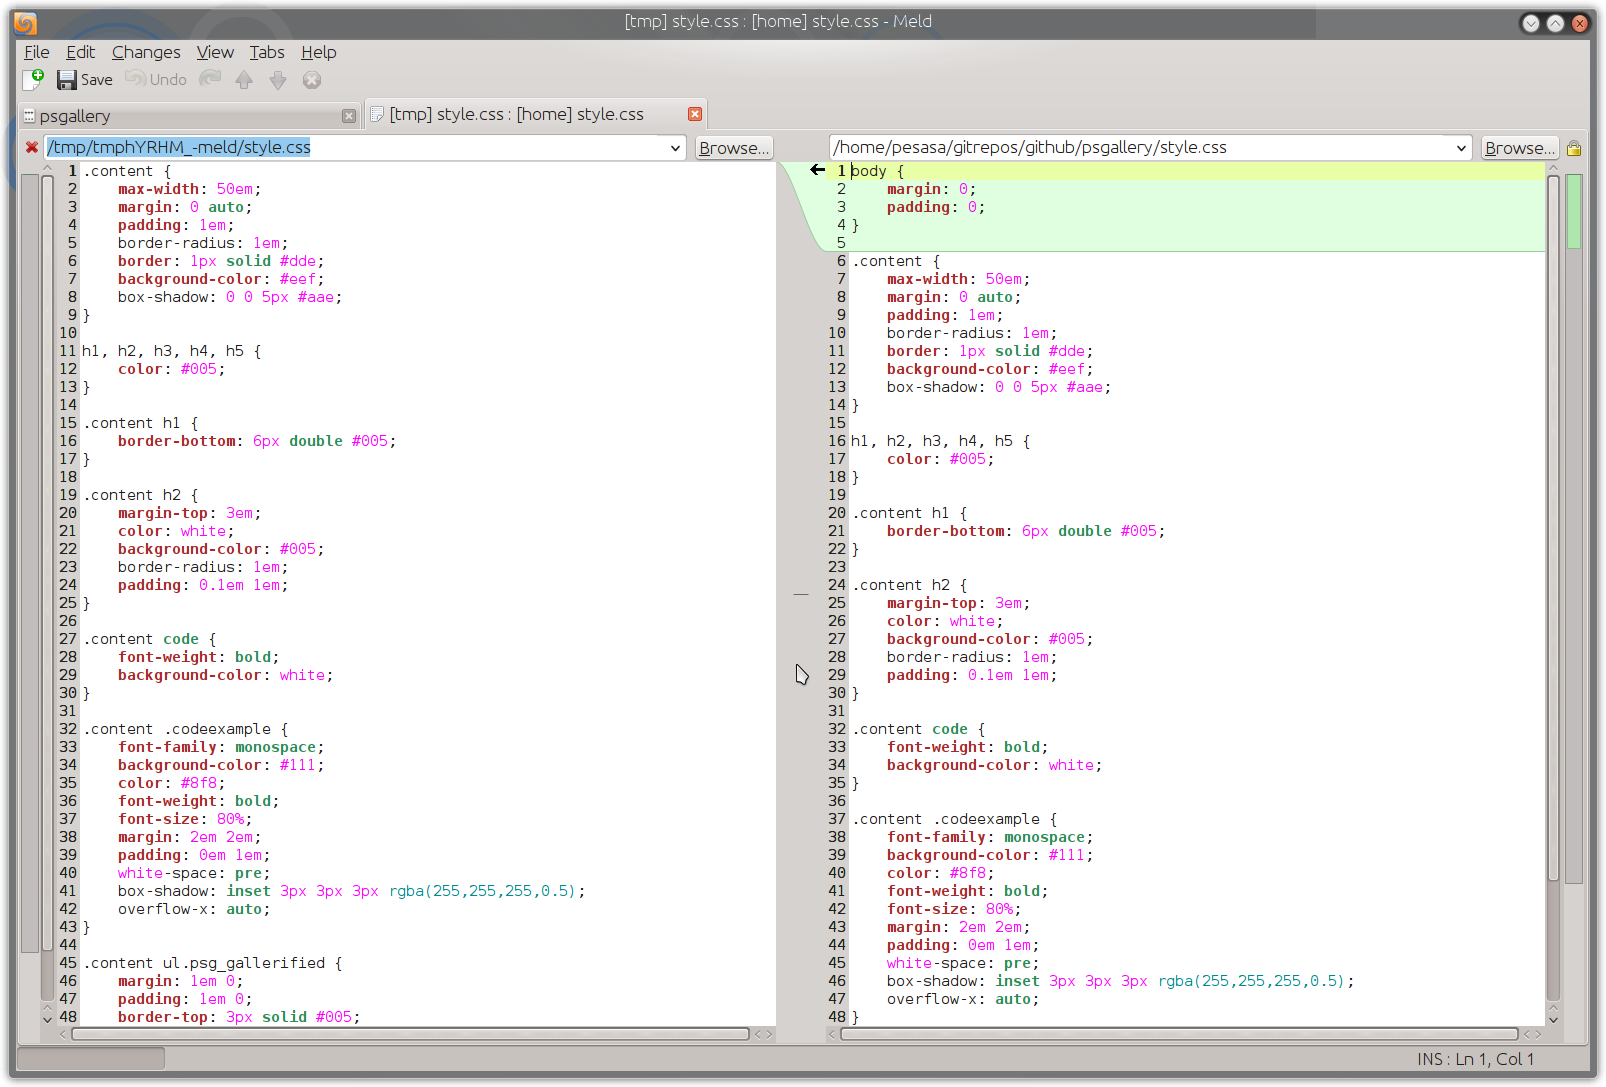 [tmp] style.css : [home] style.css - Meld
File Edit Changes View Tabs Help
Save Undo
psgallery
[tmp] style.css : [home] style.css
/tmp/tmphYRHM_-meld/style.css
Browse...
1 .content {
2     max-width: 50em;
3     margin: 0 auto;
4     padding: 1em;
5     border-radius: 1em;
6     border: 1px solid #dde;
7     background-color: #eef;
8     box-shadow: 0 0 5px #aae;
9 }
10
11 h1, h2, h3, h4, h5 {
12     color: #005;
13 }
14
15 .content h1 {
16     border-bottom: 6px double #005;
17 }
18
19 .content h2 {
20     margin-top: 3em;
21     color: white;
22     background-color: #005;
23     border-radius: 1em;
24     padding: 0.1em 1em;
25 }
26
27 .content code {
28     font-weight: bold;
29     background-color: white;
30 }
31
32 .content .codeexample {
33     font-family: monospace;
34     background-color: #111;
35     color: #8f8;
36     font-weight: bold;
37     font-size: 80%;
38     margin: 2em 2em;
39     padding: 0em 1em;
40     white-space: pre;
41     box-shadow: inset 3px 3px 3px rgba(255,255,255,0.5);
42     overflow-x: auto;
43 }
44
45 .content ul.psg_gallerified {
46     margin: 1em 0;
47     padding: 1em 0;
48     border-top: 3px solid #005;
/home/pesasa/gitrepos/github/psgallery/style.css
Browse...
1 body {
2     margin: 0;
3     padding: 0;
4 }
5
6 .content {
7     max-width: 50em;
8     margin: 0 auto;
9     padding: 1em;
10     border-radius: 1em;
11     border: 1px solid #dde;
12     background-color: #eef;
13     box-shadow: 0 0 5px #aae;
14 }
15
16 h1, h2, h3, h4, h5 {
17     color: #005;
18 }
19
20 .content h1 {
21     border-bottom: 6px double #005;
22 }
23
24 .content h2 {
25     margin-top: 3em;
26     color: white;
27     background-color: #005;
28     border-radius: 1em;
29     padding: 0.1em 1em;
30 }
31
32 .content code {
33     font-weight: bold;
34     background-color: white;
35 }
36
37 .content .codeexample {
38     font-family: monospace;
39     background-color: #111;
40     color: #8f8;
41     font-weight: bold;
42     font-size: 80%;
43     margin: 2em 2em;
44     padding: 0em 1em;
45     white-space: pre;
46     box-shadow: inset 3px 3px 3px rgba(255,255,255,0.5);
47     overflow-x: auto;
48 }
INS : Ln 1, Col 1